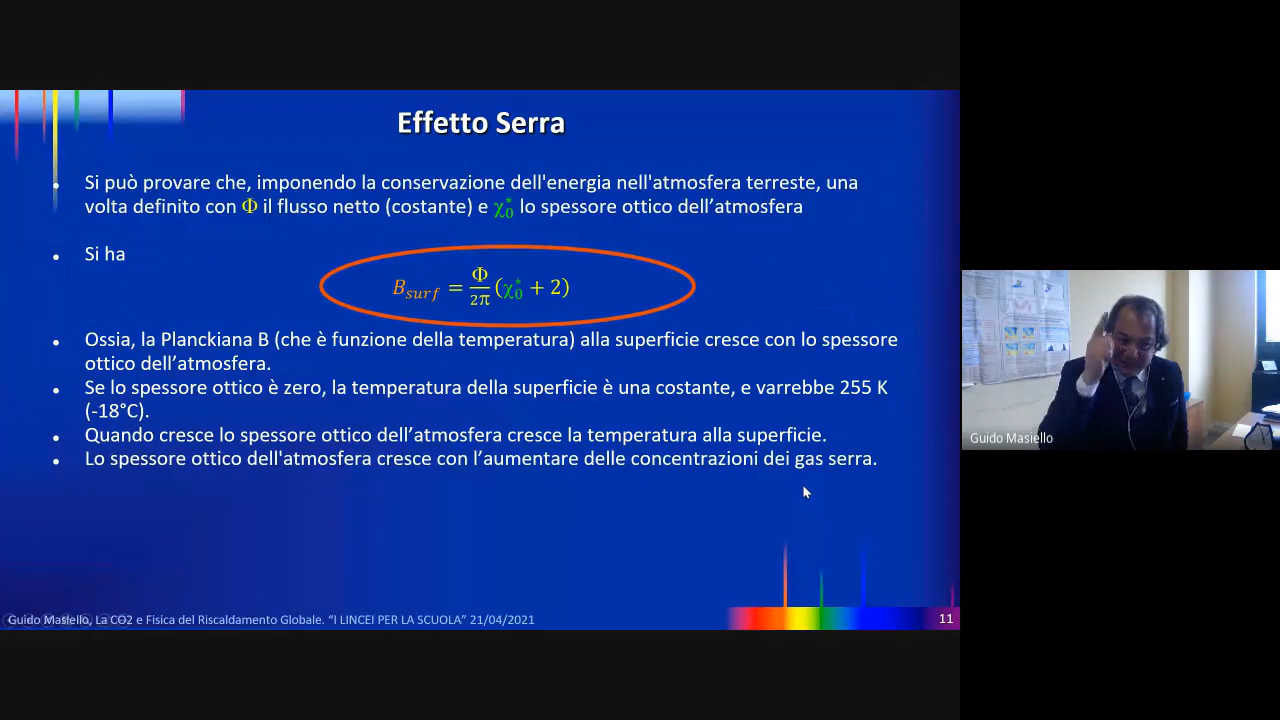 Effetto Serra
• Si può provare che, imponendo la conservazione dell'energia nell'atmosfera terreste, una
volta definito con Φ il flusso netto (costante) e χ₀* lo spessore ottico dell’atmosfera
• Si ha
B_surf = Φ/2π (χ₀* + 2)
• Ossia, la Planckiana B (che è funzione della temperatura) alla superficie cresce con lo spessore
ottico dell’atmosfera.
• Se lo spessore ottico è zero, la temperatura della superficie è una costante, e varrebbe 255 K
(-18°C).
• Quando cresce lo spessore ottico dell’atmosfera cresce la temperatura alla superficie.
• Lo spessore ottico dell'atmosfera cresce con l’aumentare delle concentrazioni dei gas serra.
Guido Masiello, La CO2 e Fisica del Riscaldamento Globale. “I LINCEI PER LA SCUOLA” 21/04/2021
11
Guido Masiello